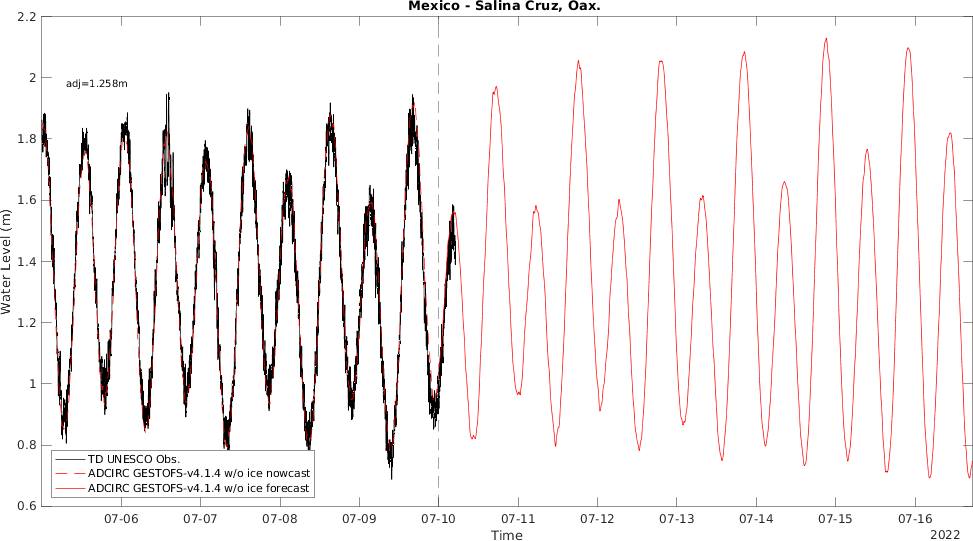 Mexico - Salina Cruz, Oax.
2.2
2
1.8
1.6
1.4
1.2
1
0.8
0.6
Water Level (m)
adj=1.258m
TD UNESCO Obs.
ADCIRC GESTOFS-v4.1.4 w/o ice nowcast
ADCIRC GESTOFS-v4.1.4 w/o ice forecast
07-06 07-07 07-08 07-09 07-10 07-11 07-12 07-13 07-14 07-15 07-16
Time
2022